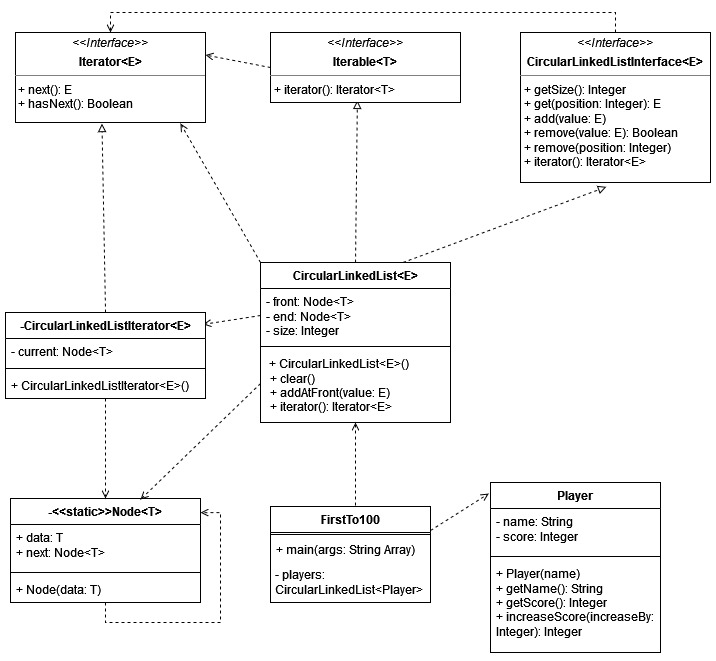 <<Interface>>
Iterator<E>
+ next(): E
+ hasNext(): Boolean
<<Interface>>
Iterable<T>
+ iterator(): Iterator<T>
<<Interface>>
CircularLinkedListInterface<E>
+ getSize(): Integer
+ get(position: Integer): E
+ add(value: E)
+ remove(value: E): Boolean
+ remove(position: Integer)
+ iterator(): Iterator<E>
CircularLinkedList<E>
- front: Node<T>
- end: Node<T>
- size: Integer
+ CircularLinkedList<E>()
+ clear()
+ addAtFront(value: E)
+ iterator(): Iterator<E>
-CircularLinkedListIterator<E>
- current: Node<T>
+ CircularLinkedListIterator<E>()
-<<static>>Node<T>
+ data: T
+ next: Node<T>
+ Node(data: T)
FirstTo100
+ main(args: String Array)
- players:
CircularLinkedList<Player>
Player
- name: String
- score: Integer
+ Player(name)
+ getName(): String
+ getScore(): Integer
+ increaseScore(increaseBy:
Integer): Integer